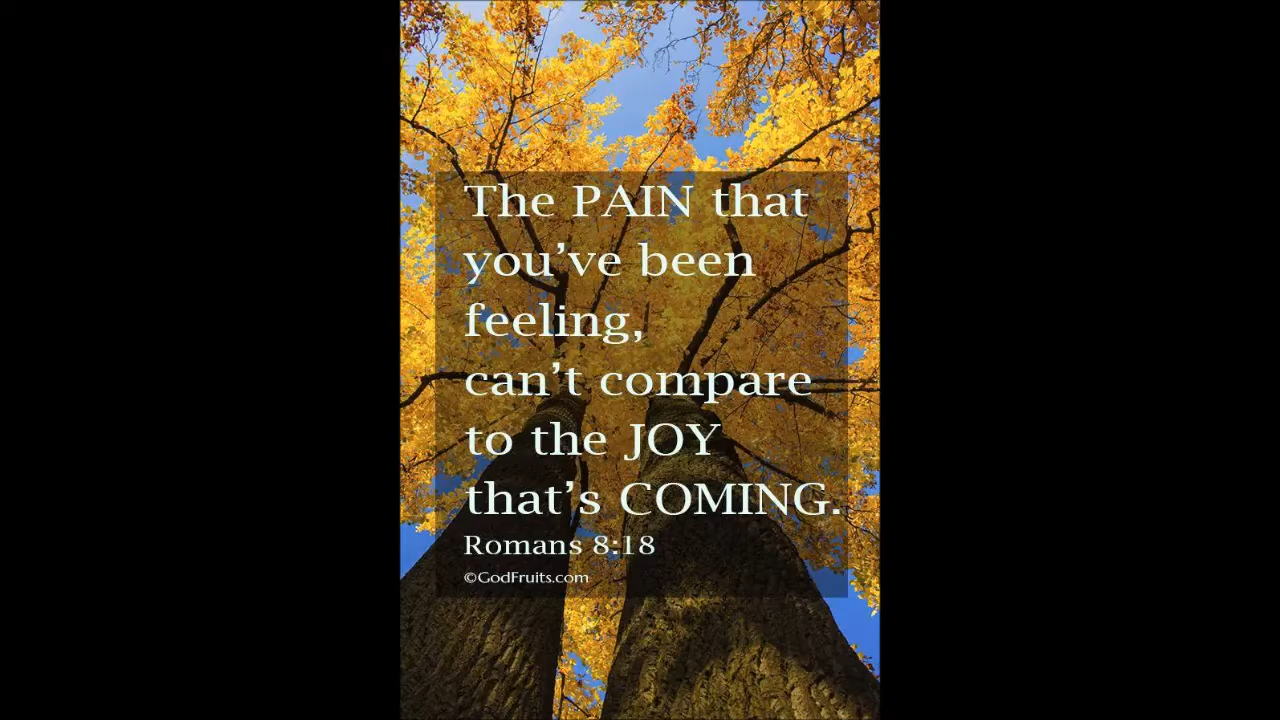 The PAIN that
you’ve been
feeling,
can’t compare
to the JOY
that’s COMING.
Romans 8:18
©GodFruits.com